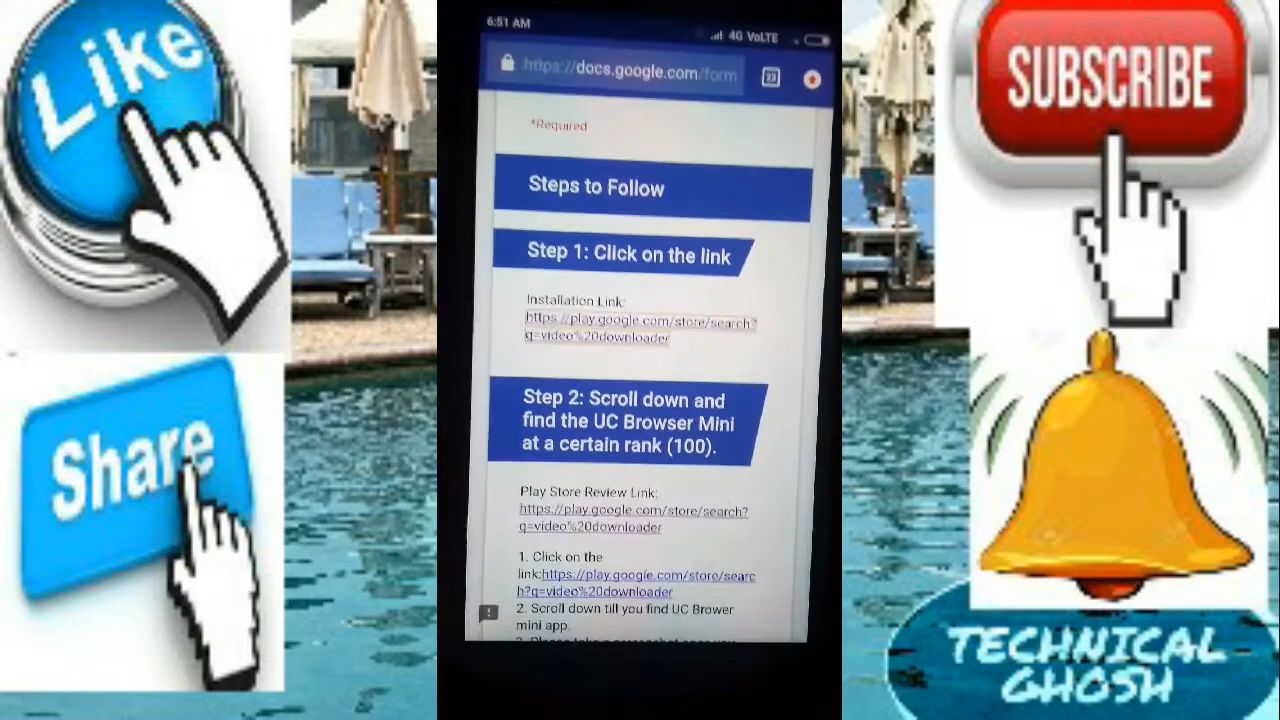 Like
Share
6:51 AM
4G VoLTE
https://docs.google.com/form
23
*Required
Steps to Follow
Step 1: Click on the link
Installation Link:
https://play.google.com/store/search?
q=video%20downloader
Step 2: Scroll down and
find the UC Browser Mini
at a certain rank (100).
Play Store Review Link:
https://play.google.com/store/search?
q=video%20downloader
1. Click on the
link:https://play.google.com/store/searc
h?q=video%20downloader
2. Scroll down till you find UC Brower
mini app.
SUBSCRIBE
TECHNICAL
GHOSH